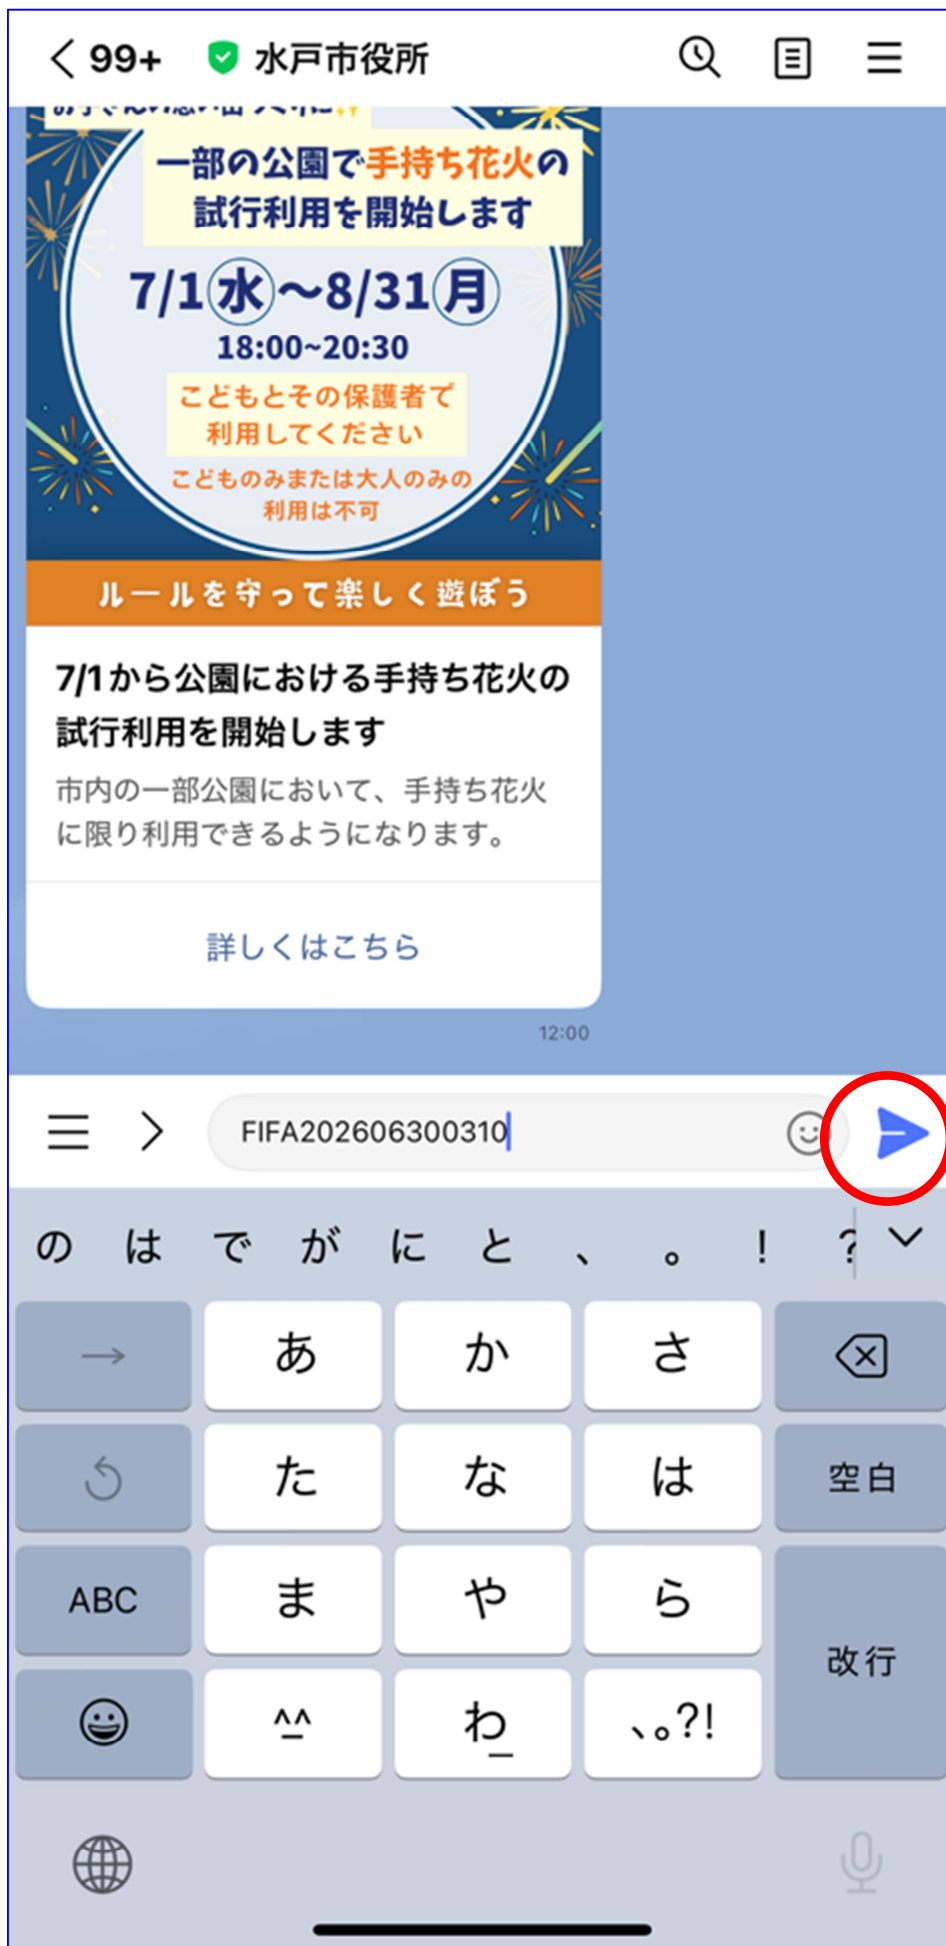 99+ 水戸市役所
一部の公園で手持ち花火の
試行利用を開始します
7/1水〜8/31月
18:00~20:30
こどもとその保護者で
利用してください
こどものみまたは大人のみの
利用は不可
ルールを守って楽しく遊ぼう
7/1から公園における手持ち花火の
試行利用を開始します
市内の一部公園において、手持ち花火
に限り利用できるようになります。
詳しくはこちら
12:00
FIFA202606300310
の は で が に と 、 。 ! ?
→ あ か さ
た な は 空白
ABC ま や ら
改行
^^ わ 、。?!